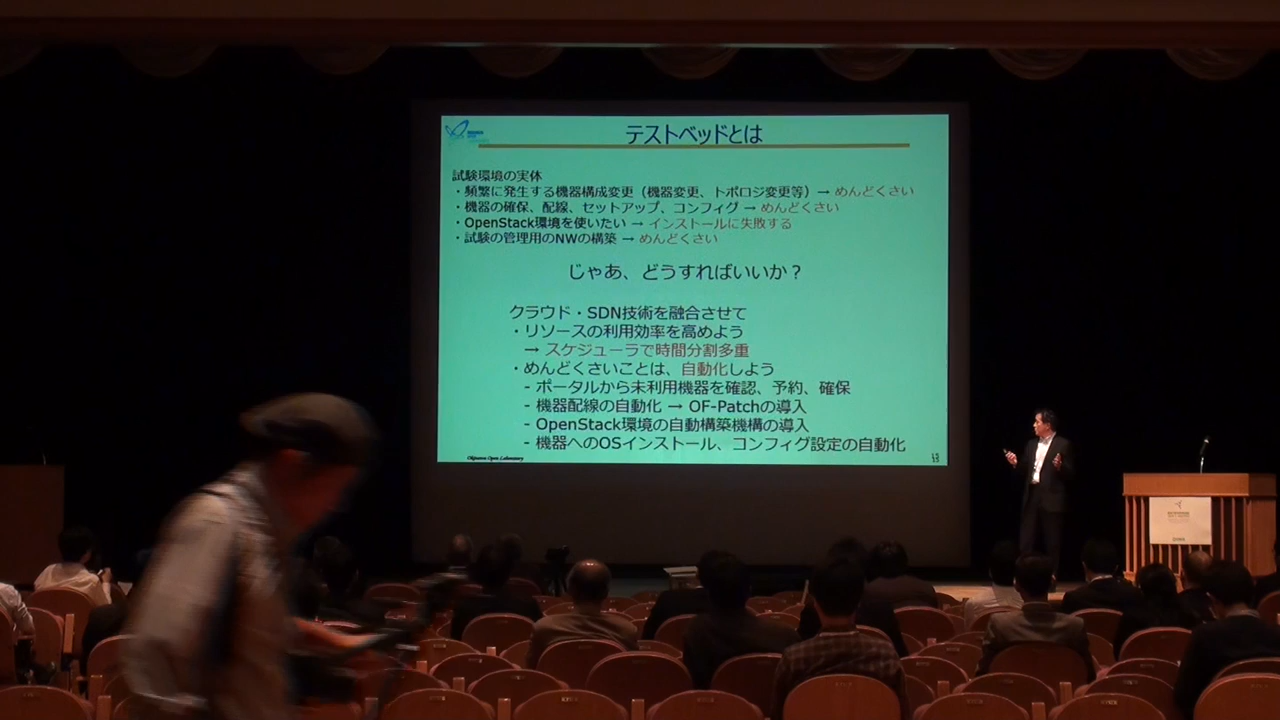 テストベッドとは
試験環境の実体
・頻繁に発生する機器構成変更（機器変更、トポロジ変更等）→ めんどくさい
・機器の確保、配線、セットアップ、コンフィグ → めんどくさい
・OpenStack環境を使いたい → インストールに失敗する
・試験の管理用のNWの構築 → めんどくさい
じゃあ、どうすればいいか？
クラウド・SDN技術を融合させて
・リソースの利用効率を高めよう
→ スケジューラで時間分割多重
・めんどくさいことは、自動化しよう
- ポータルから未利用機器を確認、予約、確保
- 機器配線の自動化 → OF-Patchの導入
- OpenStack環境の自動構築機構の導入
- 機器へのOSインストール、コンフィグ設定の自動化
Okinawa Open Laboratory